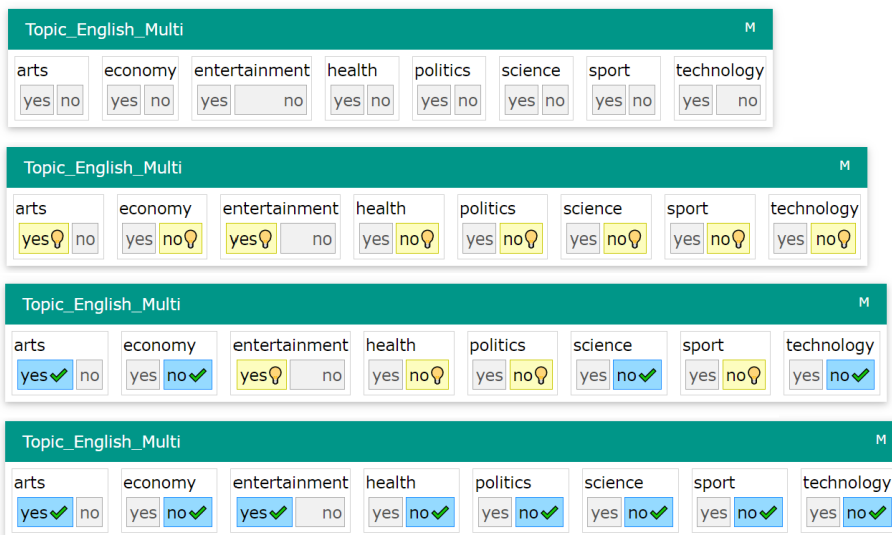 Topic_English_Multi M
arts economy entertainment health politics science sport technology
yes no yes no yes no yes no yes no yes no yes no yes no
Topic_English_Multi M
arts economy entertainment health politics science sport technology
yes no yes no yes no yes no yes no yes no yes no yes no
Topic_English_Multi M
arts economy entertainment health politics science sport technology
yes no yes no yes no yes no yes no yes no yes no yes no
Topic_English_Multi M
arts economy entertainment health politics science sport technology
yes no yes no yes no yes no yes no yes no yes no yes no